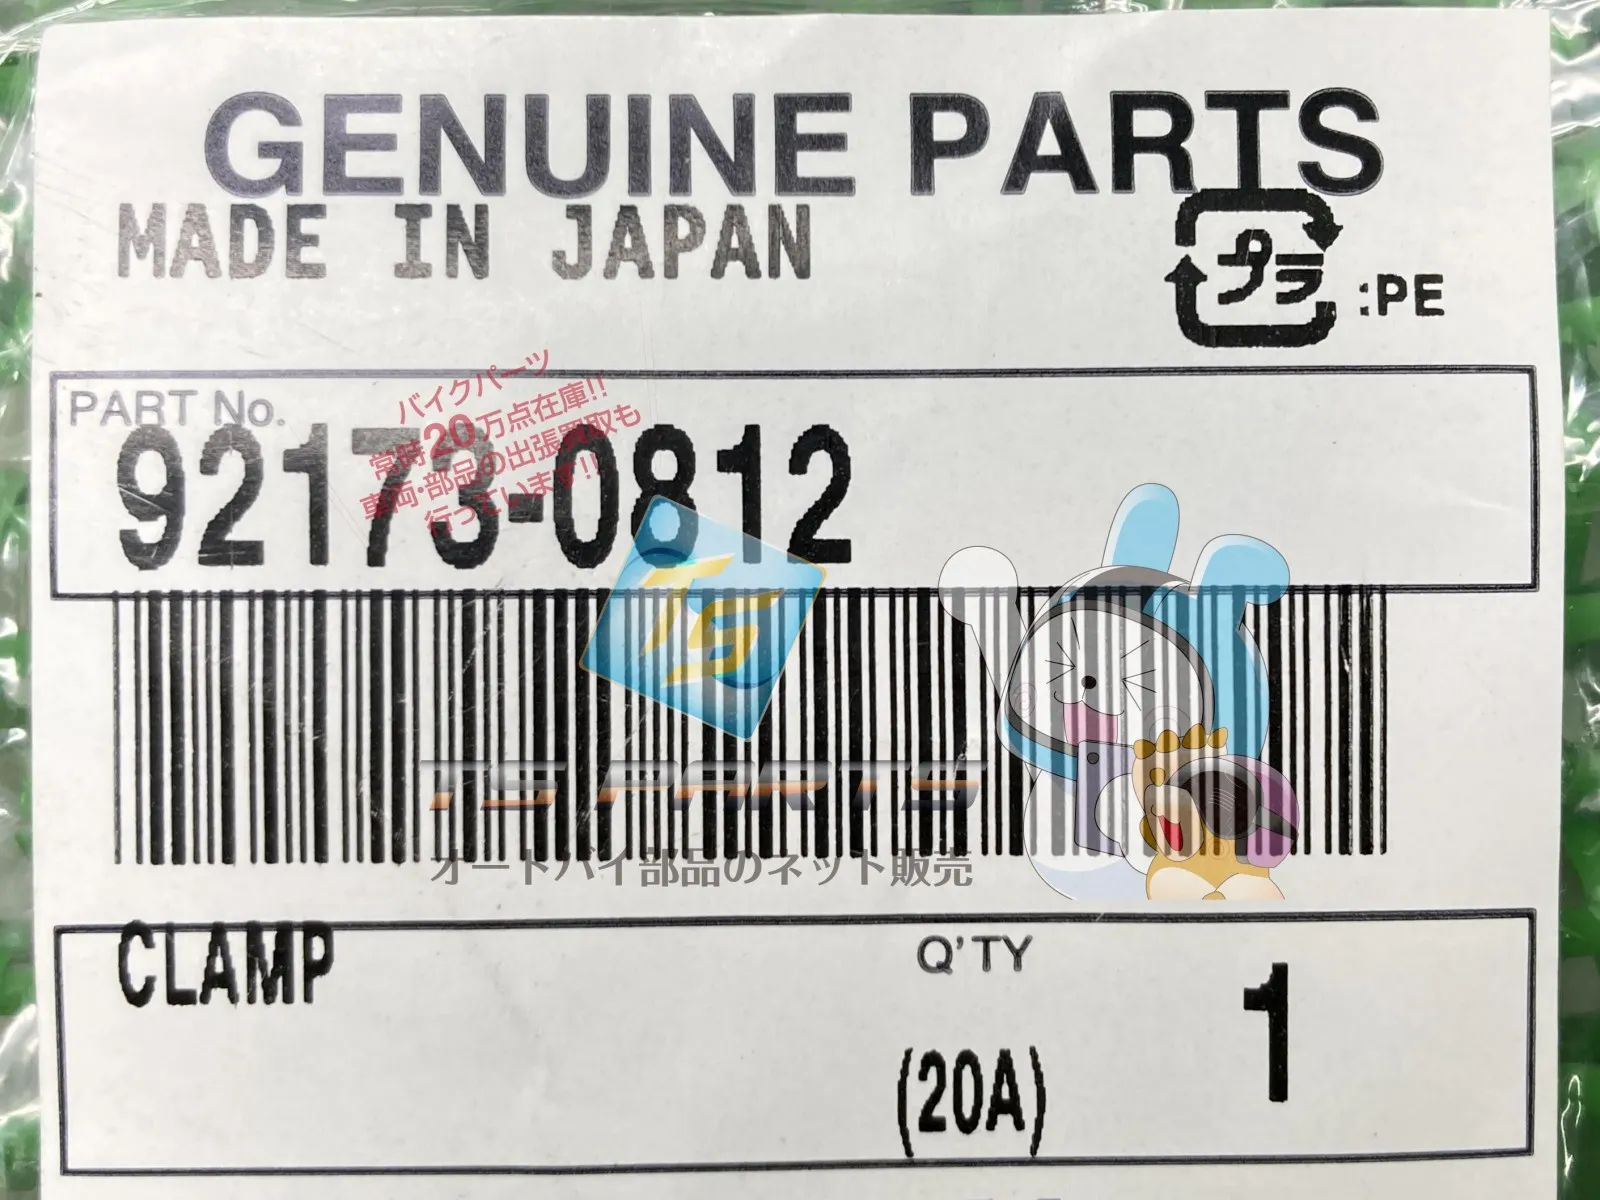 GENUINE PARTS
MADE IN JAPAN
プラ :PE
PART No.
92173-0812
バイクパーツ
常時20万点在庫!!
車両・部品の出張買取も
行っています!!
TS
TS PARTS
オートバイ部品のネット販売
CLAMP
Q'TY
1
(20A)